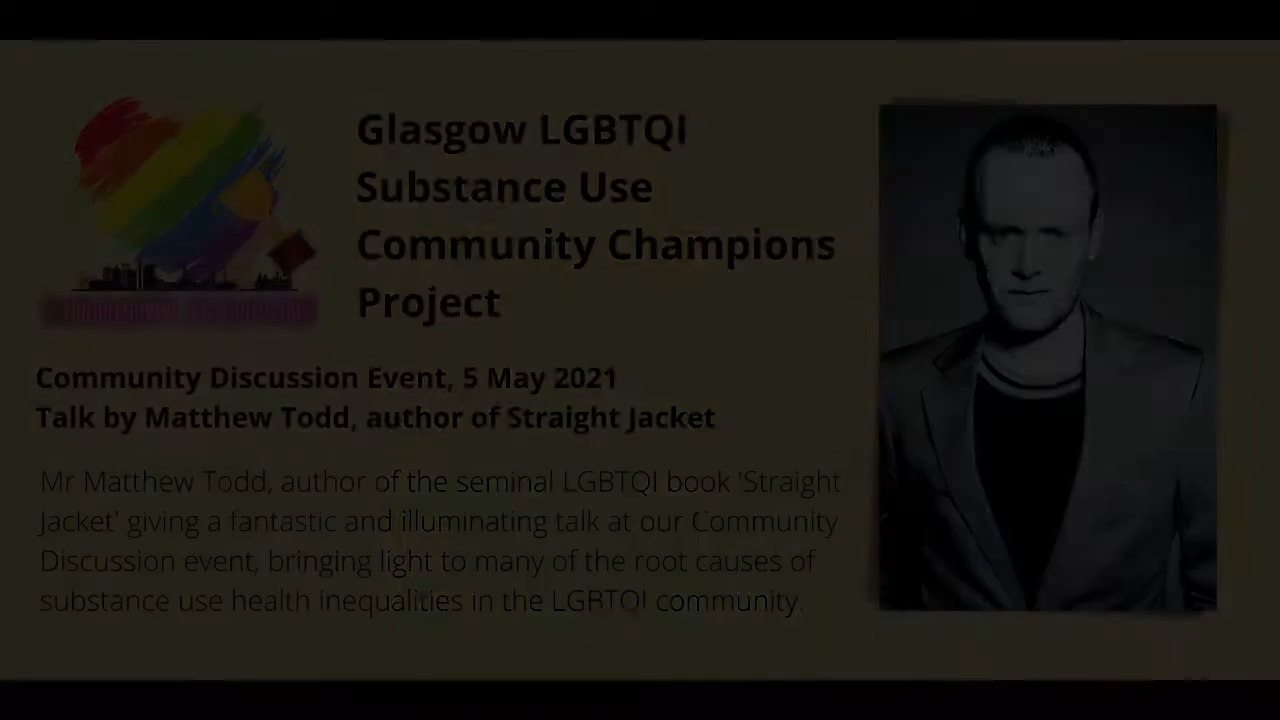 Glasgow LGBTQI
Substance Use
Community Champions
Project
Community Discussion Event, 5 May 2021
Talk by Matthew Todd, author of Straight Jacket
Mr Matthew Todd, author of the seminal LGBTQI book 'Straight
Jacket' giving a fantastic and illuminating talk at our Community
Discussion event, bringing light to many of the root causes of
substance use health inequalities in the LGBTQI community.